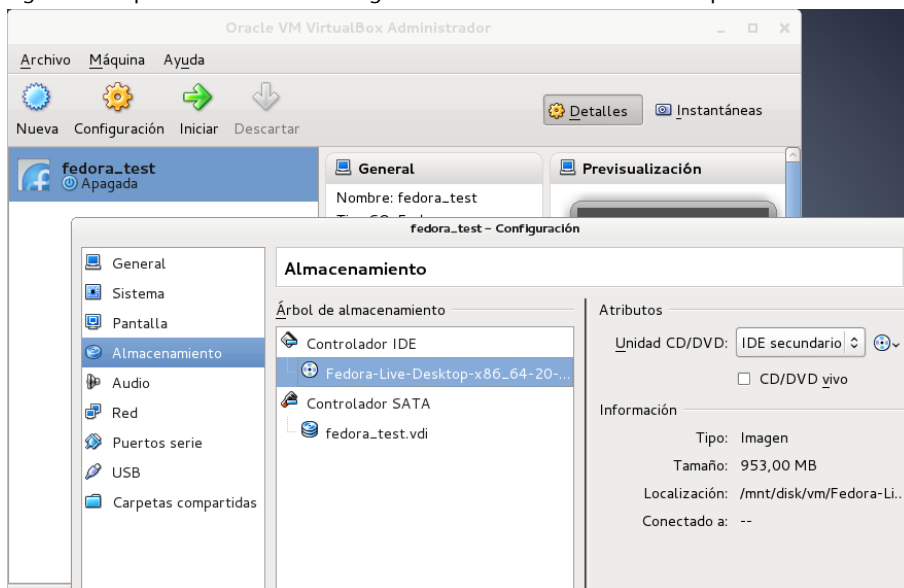 Oracle VM VirtualBox Administrador
Archivo Máquina Ayuda
Nueva Configuración Iniciar Descartar
Detalles Instantáneas
fedora_test
Apagada
General
Nombre: fedora_test
Previsualización
fedora_test – Configuración
General
Sistema
Pantalla
Almacenamiento
Audio
Red
Puertos serie
USB
Carpetas compartidas
Almacenamiento
Árbol de almacenamiento
Controlador IDE
Fedora-Live-Desktop-x86_64-20-...
Controlador SATA
fedora_test.vdi
Atributos
Unidad CD/DVD: IDE secundario
CD/DVD vivo
Información
Tipo: Imagen
Tamaño: 953,00 MB
Localización: /mnt/disk/vm/Fedora-Li..
Conectado a: --